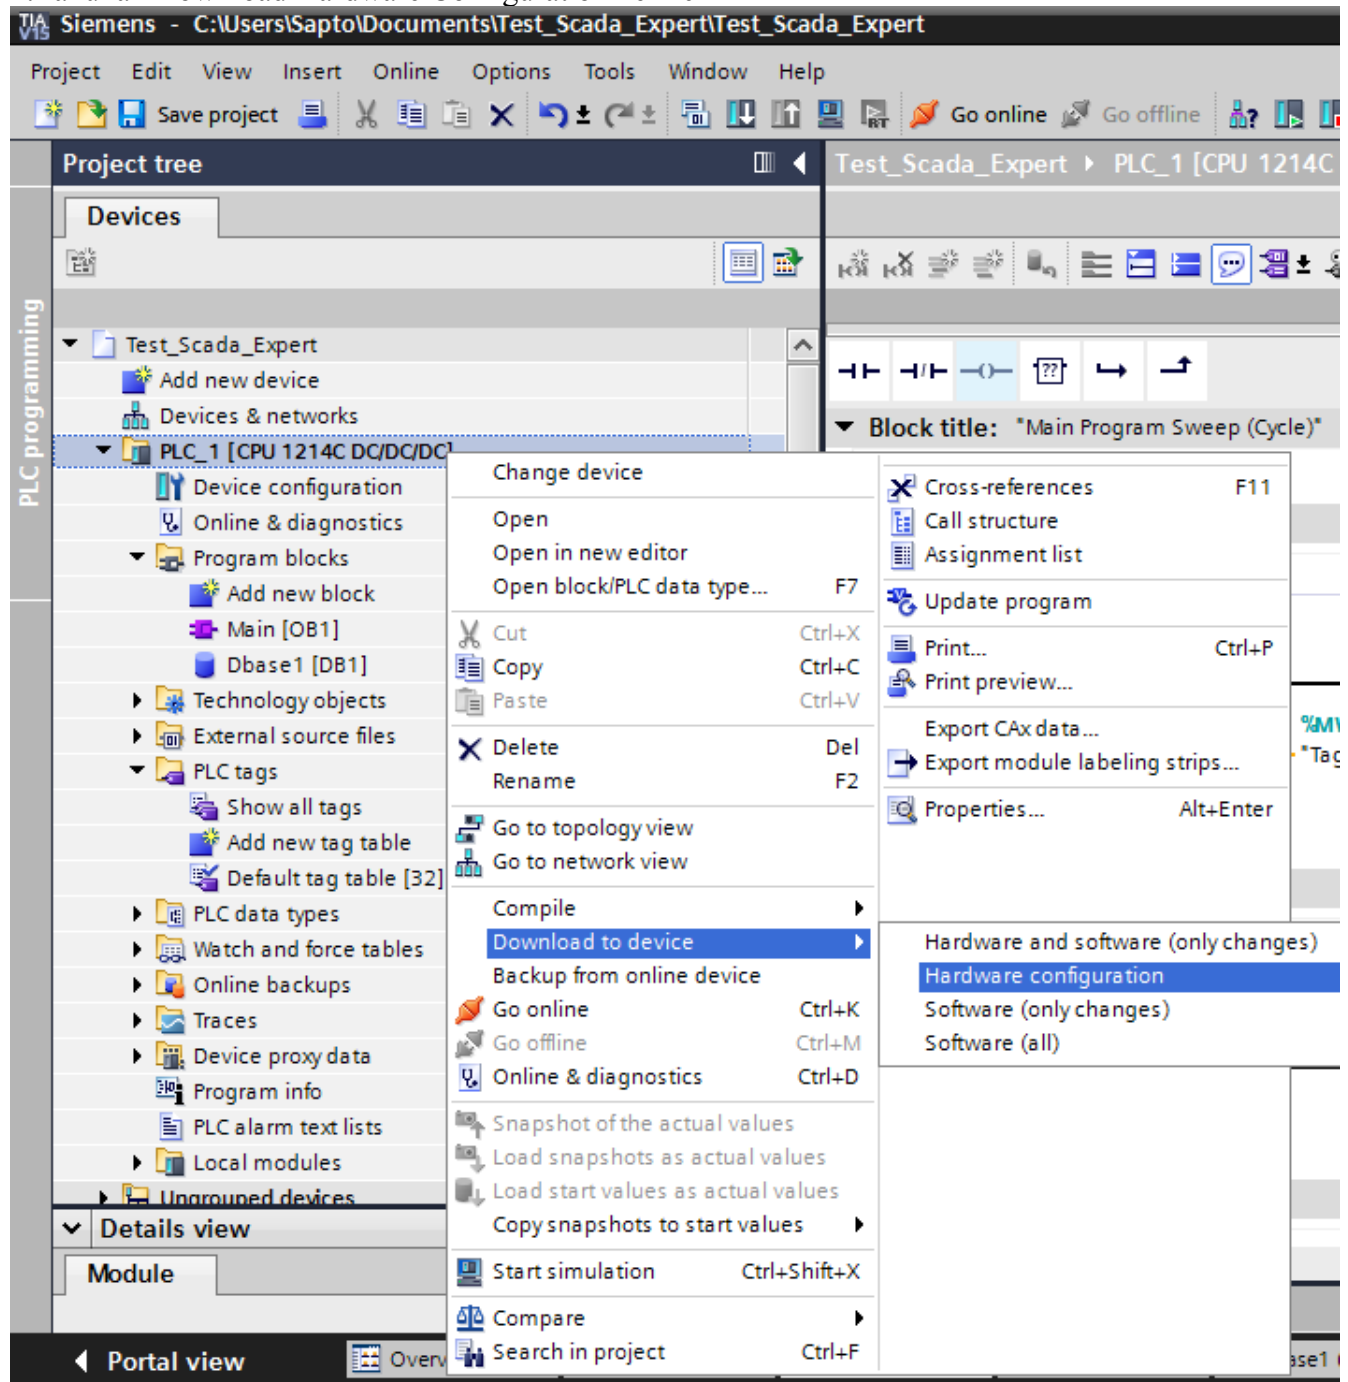 TIA V15 Siemens - C:\Users\Sapto\Documents\Test_Scada_Expert\Test_Scada_Expert
Project Edit View Insert Online Options Tools Window Help
Save project Go online Go offline
Project tree
Test_Scada_Expert PLC_1 [CPU 1214C
Devices
PLC programming
Test_Scada_Expert
Add new device
Devices & networks
PLC_1 [CPU 1214C DC/DC/DC]
Device configuration
Online & diagnostics
Program blocks
Add new block
Main [OB1]
Dbase1 [DB1]
Technology objects
External source files
PLC tags
Show all tags
Add new tag table
Default tag table [32]
PLC data types
Watch and force tables
Online backups
Traces
Device proxy data
Program info
PLC alarm text lists
Local modules
Ungrouped devices
Details view
Module
Portal view
Overv
Block title: "Main Program Sweep (Cycle)"
Change device
Open
Open in new editor
Open block/PLC data type... F7
Cut Ctrl+X
Copy Ctrl+C
Paste Ctrl+V
Delete Del
Rename F2
Go to topology view
Go to network view
Compile
Download to device
Backup from online device
Go online Ctrl+K
Go offline Ctrl+M
Online & diagnostics Ctrl+D
Snapshot of the actual values
Load snapshots as actual values
Load start values as actual values
Copy snapshots to start values
Start simulation Ctrl+Shift+X
Compare
Search in project Ctrl+F
Cross-references F11
Call structure
Assignment list
Update program
Print... Ctrl+P
Print preview...
Export CAx data...
Export module labeling strips...
Properties... Alt+Enter
Hardware and software (only changes)
Hardware configuration
Software (only changes)
Software (all)
"Tag
ase1